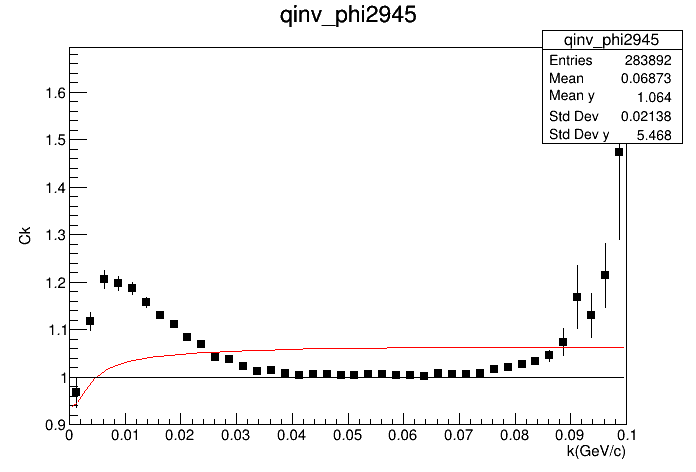 qinv_phi2945
qinv_phi2945
Entries 283892
Mean 0.06873
Mean y 1.064
Std Dev 0.02138
Std Dev y 5.468
Ck
1.6
1.5
1.4
1.3
1.2
1.1
1
0.9
0 0.01 0.02 0.03 0.04 0.05 0.06 0.07 0.08 0.09 0.1
k(GeV/c)